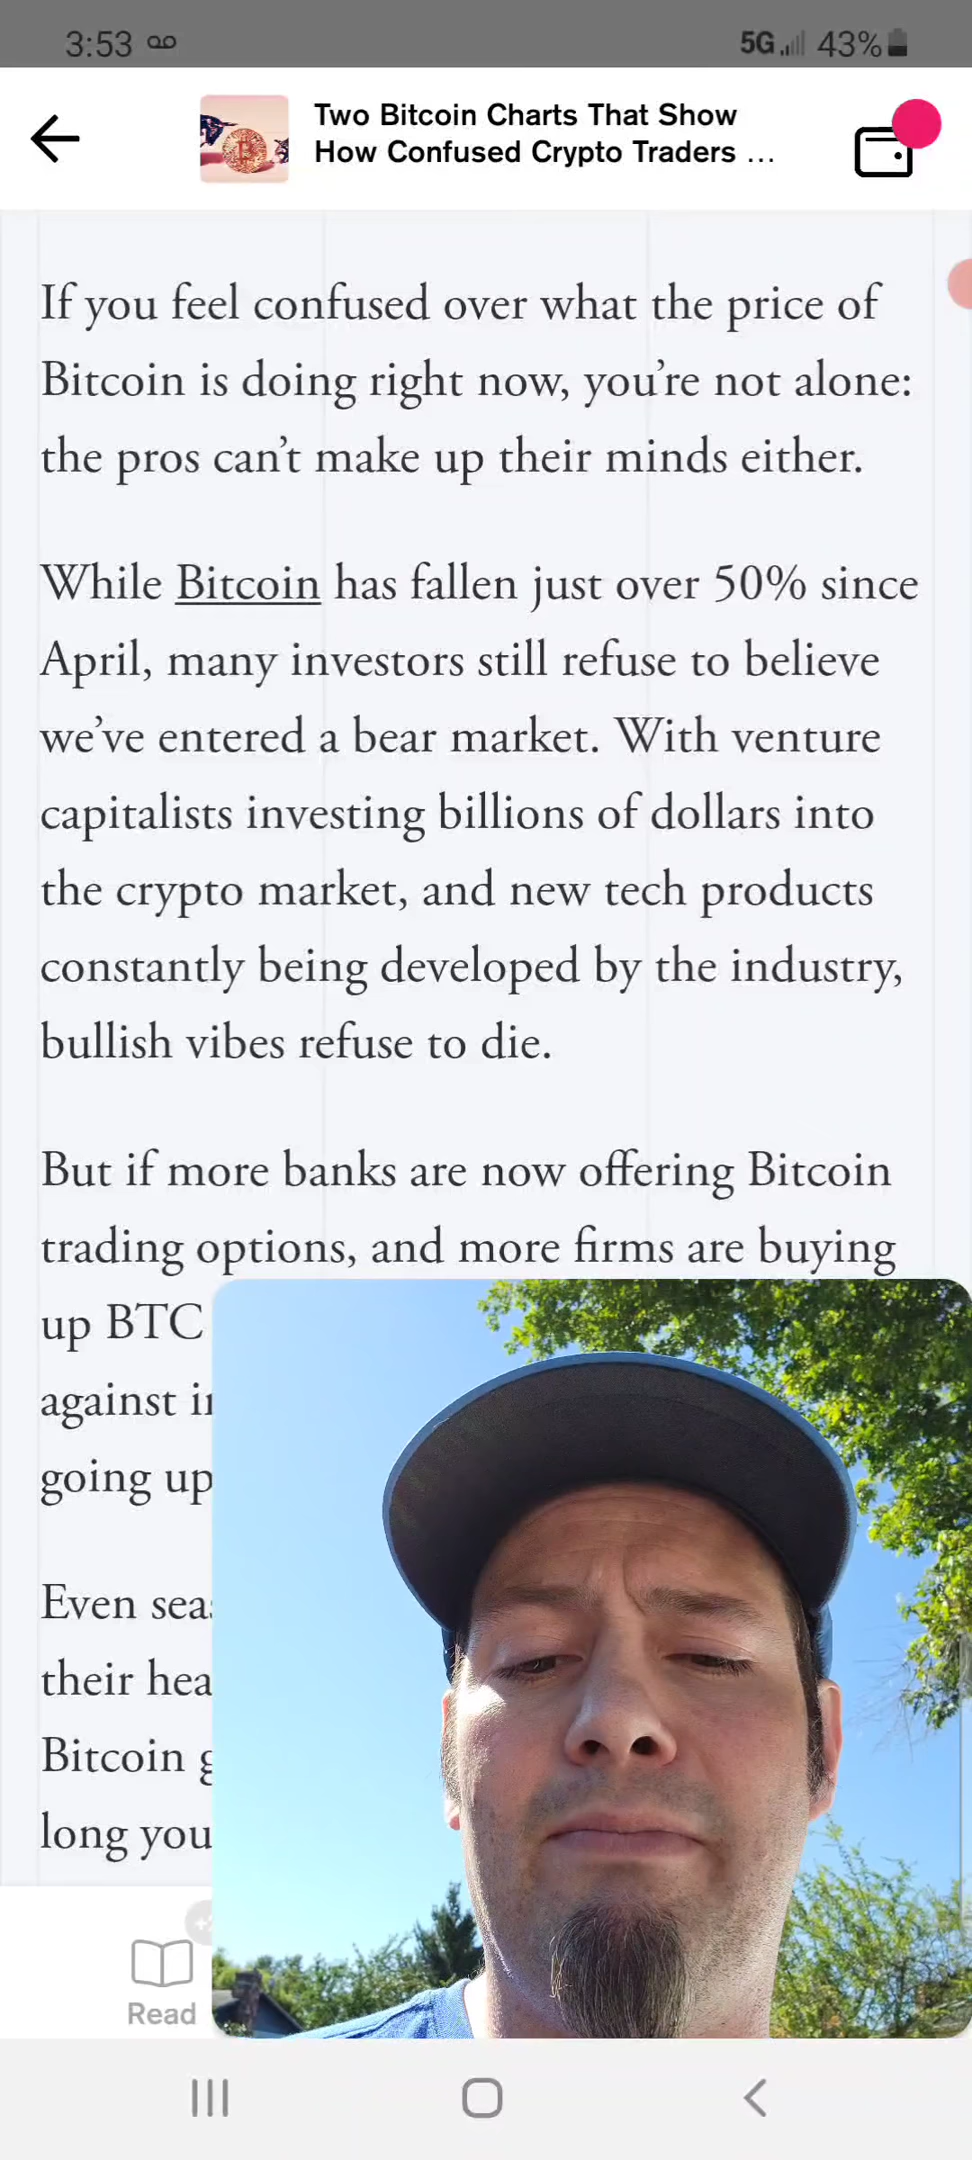 3:53
5G 43%
Two Bitcoin Charts That Show
How Confused Crypto Traders ...
If you feel confused over what the price of
Bitcoin is doing right now, you’re not alone:
the pros can’t make up their minds either.
While Bitcoin has fallen just over 50% since
April, many investors still refuse to believe
we’ve entered a bear market. With venture
capitalists investing billions of dollars into
the crypto market, and new tech products
constantly being developed by the industry,
bullish vibes refuse to die.
But if more banks are now offering Bitcoin
trading options, and more firms are buying
up BTC
against
going up
Even
their
Bitcoin
long you
Read